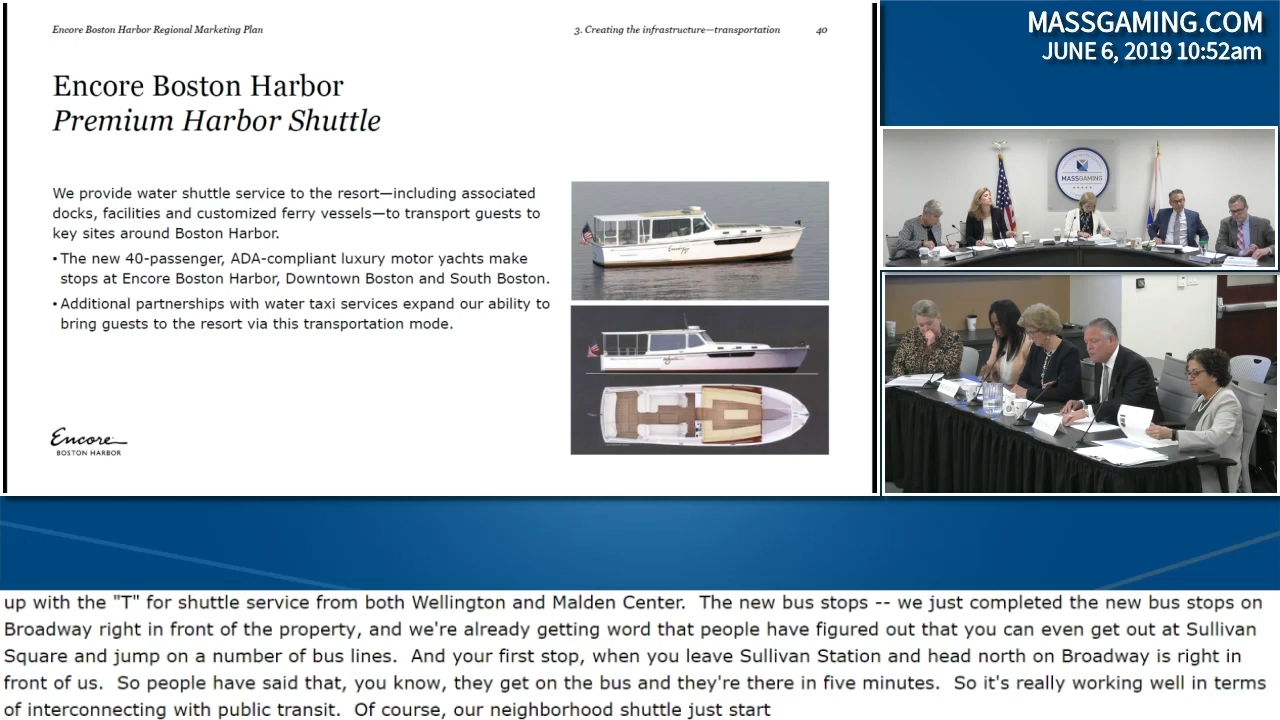 Encore Boston Harbor Regional Marketing Plan
3. Creating the infrastructure—transportation 40
Encore Boston Harbor
Premium Harbor Shuttle
We provide water shuttle service to the resort—including associated
docks, facilities and customized ferry vessels—to transport guests to
key sites around Boston Harbor.
• The new 40-passenger, ADA-compliant luxury motor yachts make
stops at Encore Boston Harbor, Downtown Boston and South Boston.
• Additional partnerships with water taxi services expand our ability to
bring guests to the resort via this transportation mode.
Encore
BOSTON HARBOR
MASSGAMING.COM
JUNE 6, 2019 10:52am
MASSGAMING
up with the "T" for shuttle service from both Wellington and Malden Center.  The new bus stops -- we just completed the new bus stops on
Broadway right in front of the property, and we're already getting word that people have figured out that you can even get out at Sullivan
Square and jump on a number of bus lines.  And your first stop, when you leave Sullivan Station and head north on Broadway is right in
front of us.  So people have said that, you know, they get on the bus and they're there in five minutes.  So it's really working well in terms
of interconnecting with public transit.  Of course, our neighborhood shuttle just start